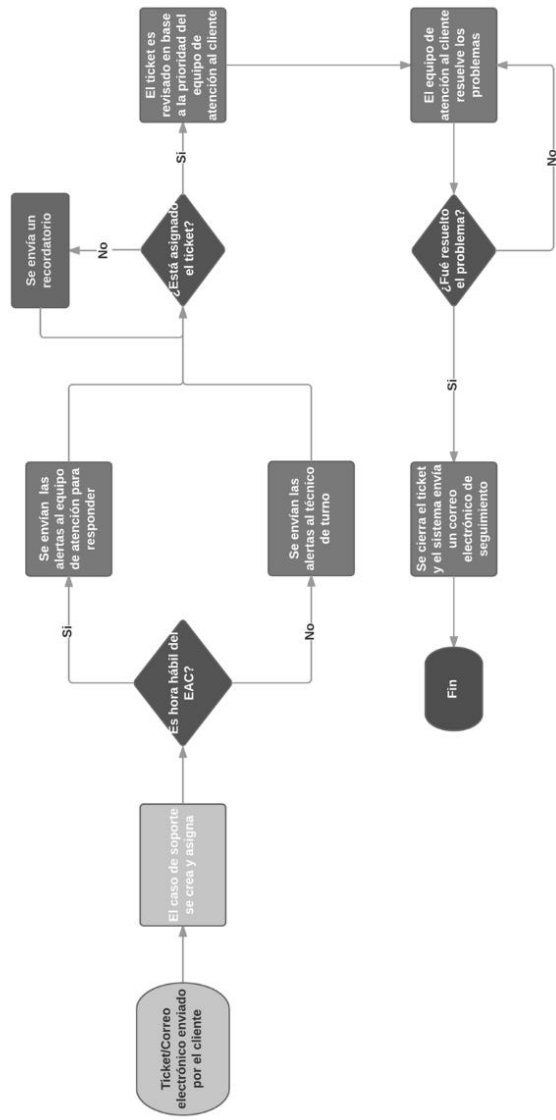 Ticket/Correo
electrónico enviado
por el cliente
El caso de soporte
se crea y asigna
Es hora hábil del
EAC?
Si
Se envían las
alertas al equipo
de atención para
responder
No
Se envían las
alertas al técnico
de turno
¿Está asignado
el ticket?
No
Se envía un
recordatorio
Si
El ticket es
revisado en base
a la prioridad del
equipo de
atención al cliente
El equipo de
atención al cliente
resuelve los
problemas
¿Fué resuelto
el problema?
No
Si
Se cierra el ticket
y el sistema envía
un correo
electrónico de
seguimiento
Fin